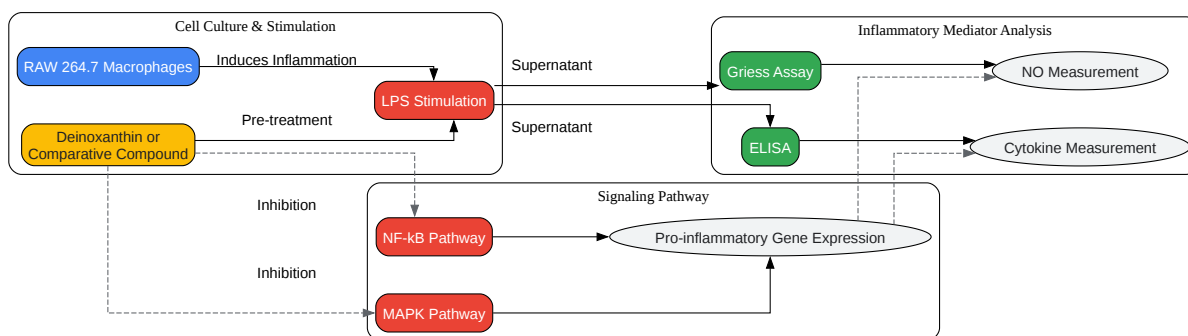 Cell Culture & Stimulation
Inflammatory Mediator Analysis
RAW 264.7 Macrophages
Induces Inflammation
Supernatant
Griess Assay
NO Measurement
LPS Stimulation
Pre-treatment
Supernatant
Deinoxanthin or
Comparative Compound
ELISA
Cytokine Measurement
Signaling Pathway
Inhibition
NF-kB Pathway
Pro-inflammatory Gene Expression
Inhibition
MAPK Pathway